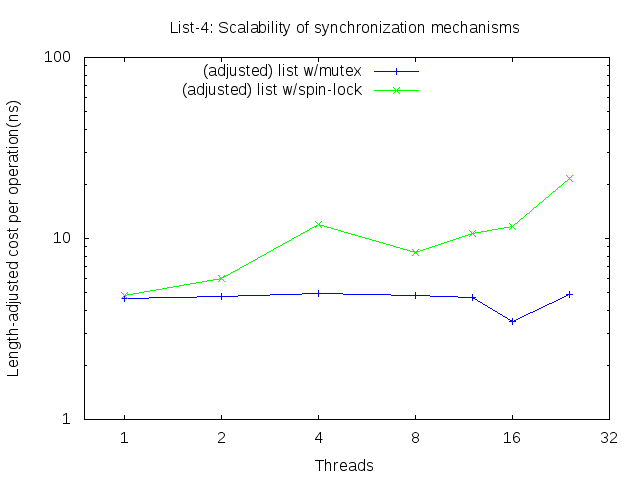 List-4: Scalability of synchronization mechanisms
100
(adjusted) list w/mutex
(adjusted) list w/spin-lock
Length-adjusted cost per operation(ns)
10
1
1 2 4 8 16 32
Threads